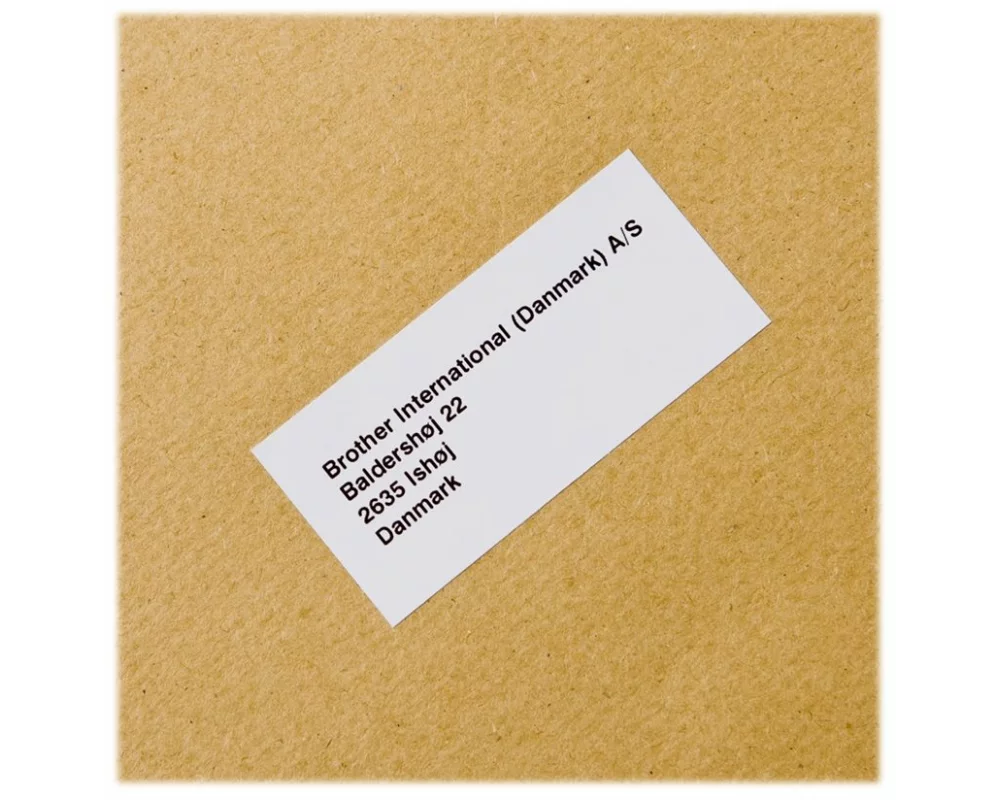 Brother International (Danmark) A/S
Baldershøj 22
2635 Ishøj
Danmark